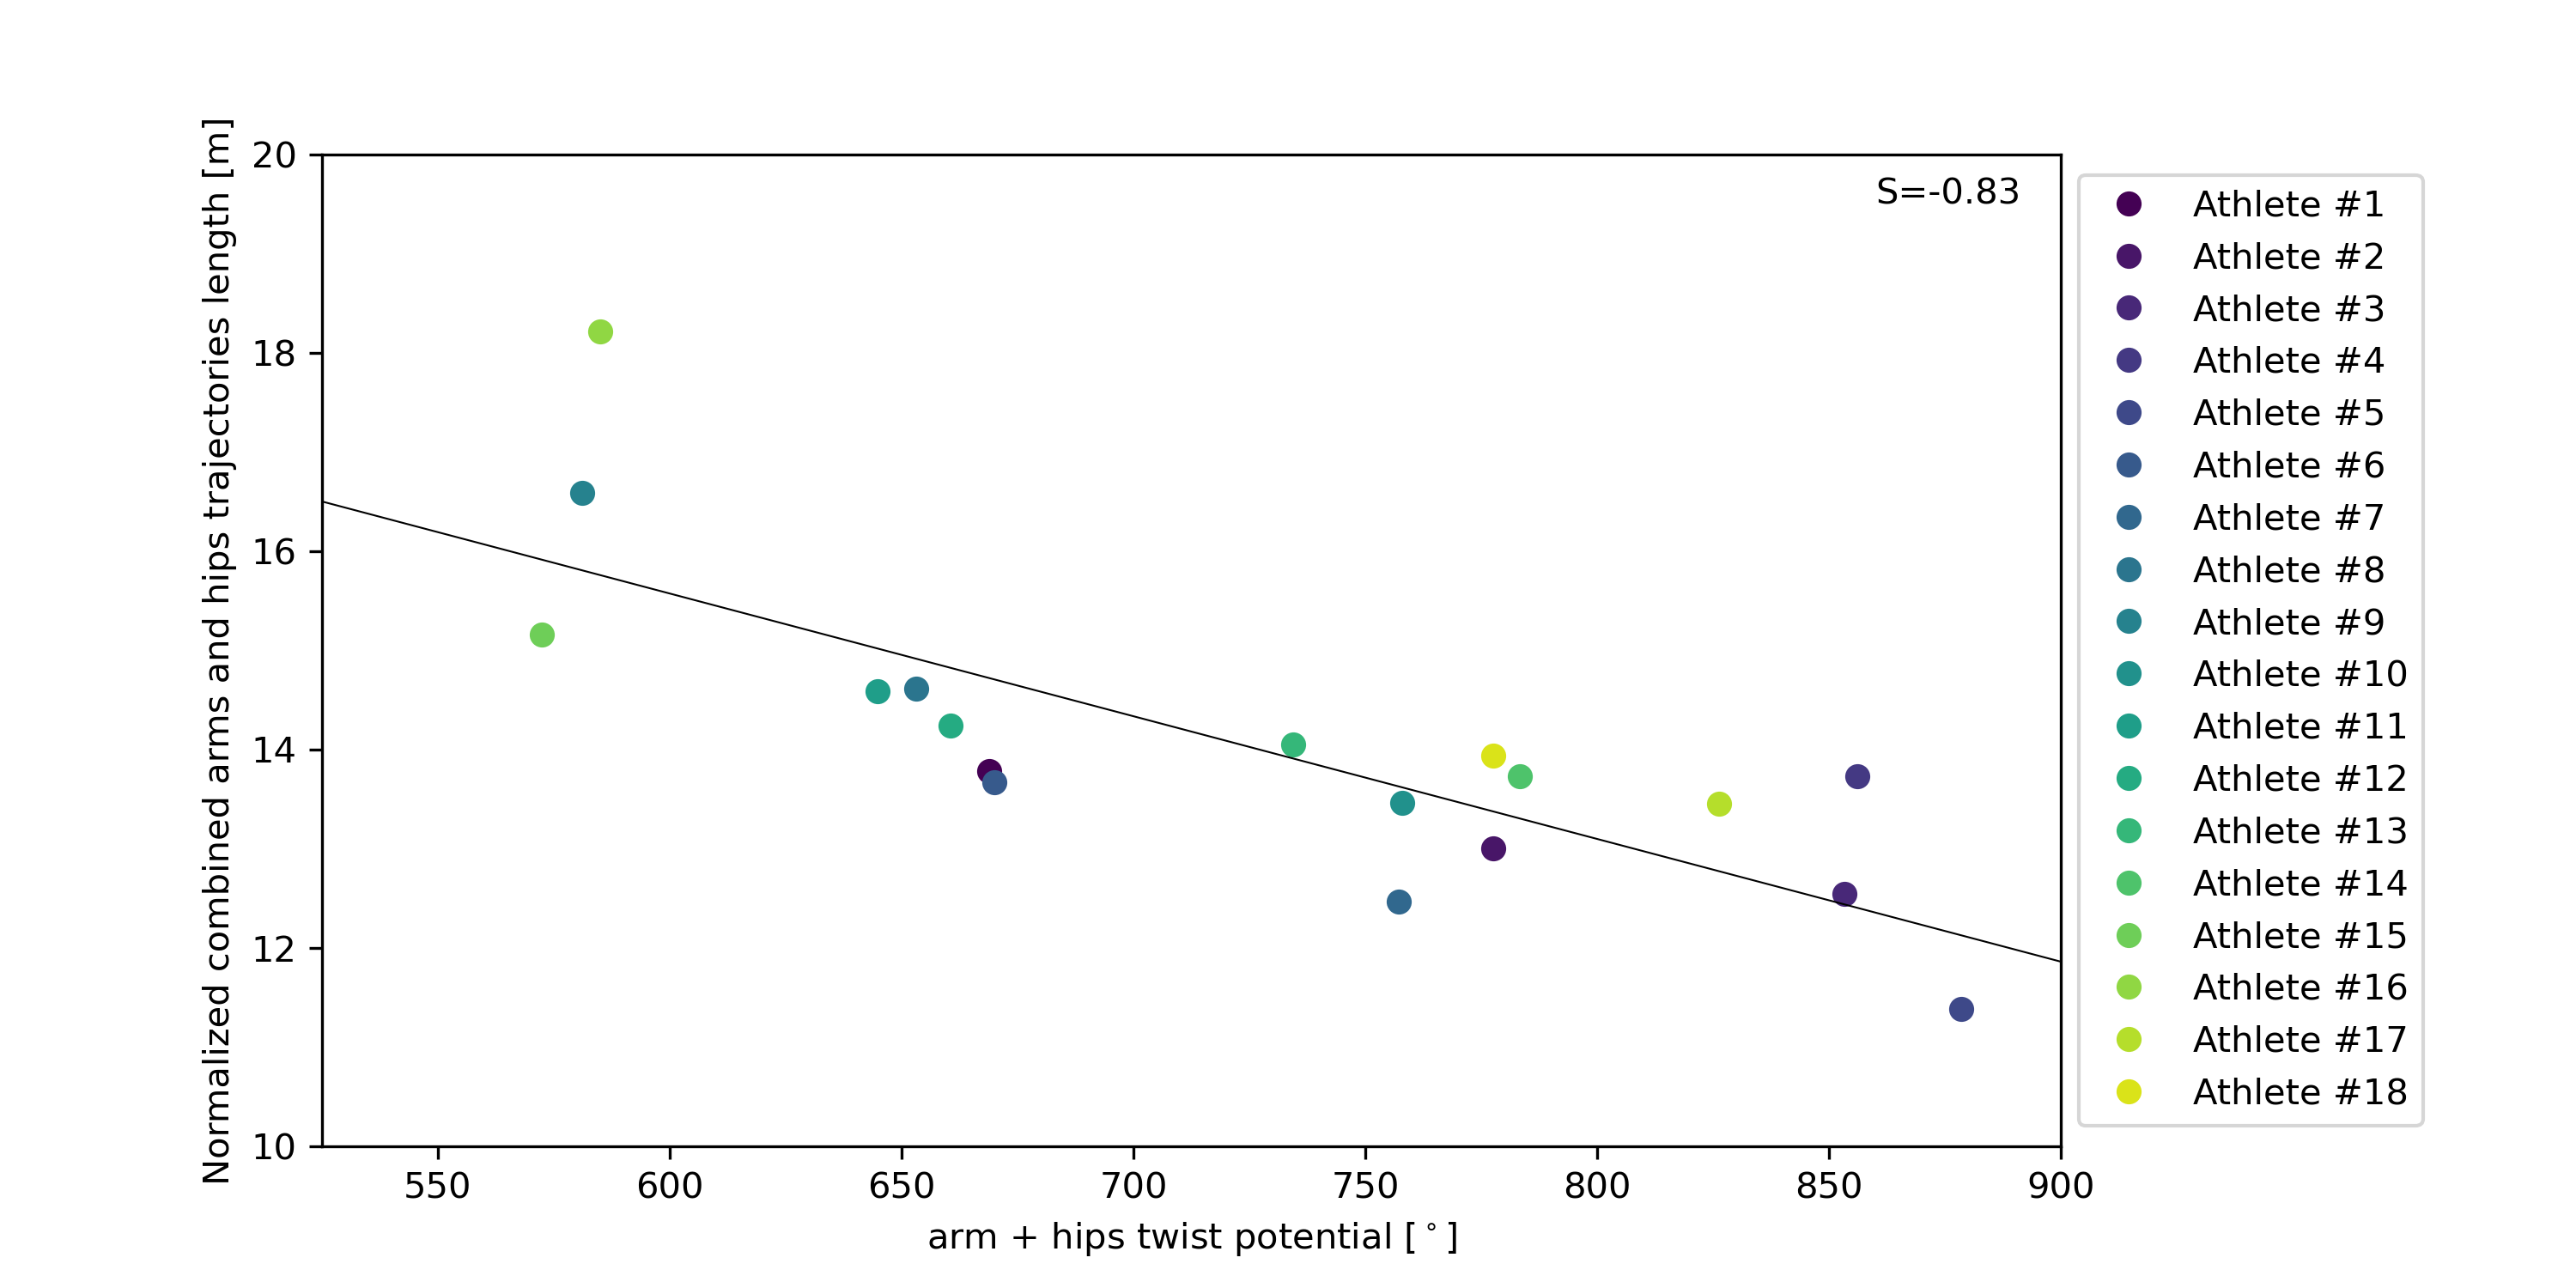 Normalized combined arms and hips trajectories length [m]
20
18
16
14
12
10
S=-0.83
550 600 650 700 750 800 850 900
arm + hips twist potential [°]
Athlete #1
Athlete #2
Athlete #3
Athlete #4
Athlete #5
Athlete #6
Athlete #7
Athlete #8
Athlete #9
Athlete #10
Athlete #11
Athlete #12
Athlete #13
Athlete #14
Athlete #15
Athlete #16
Athlete #17
Athlete #18